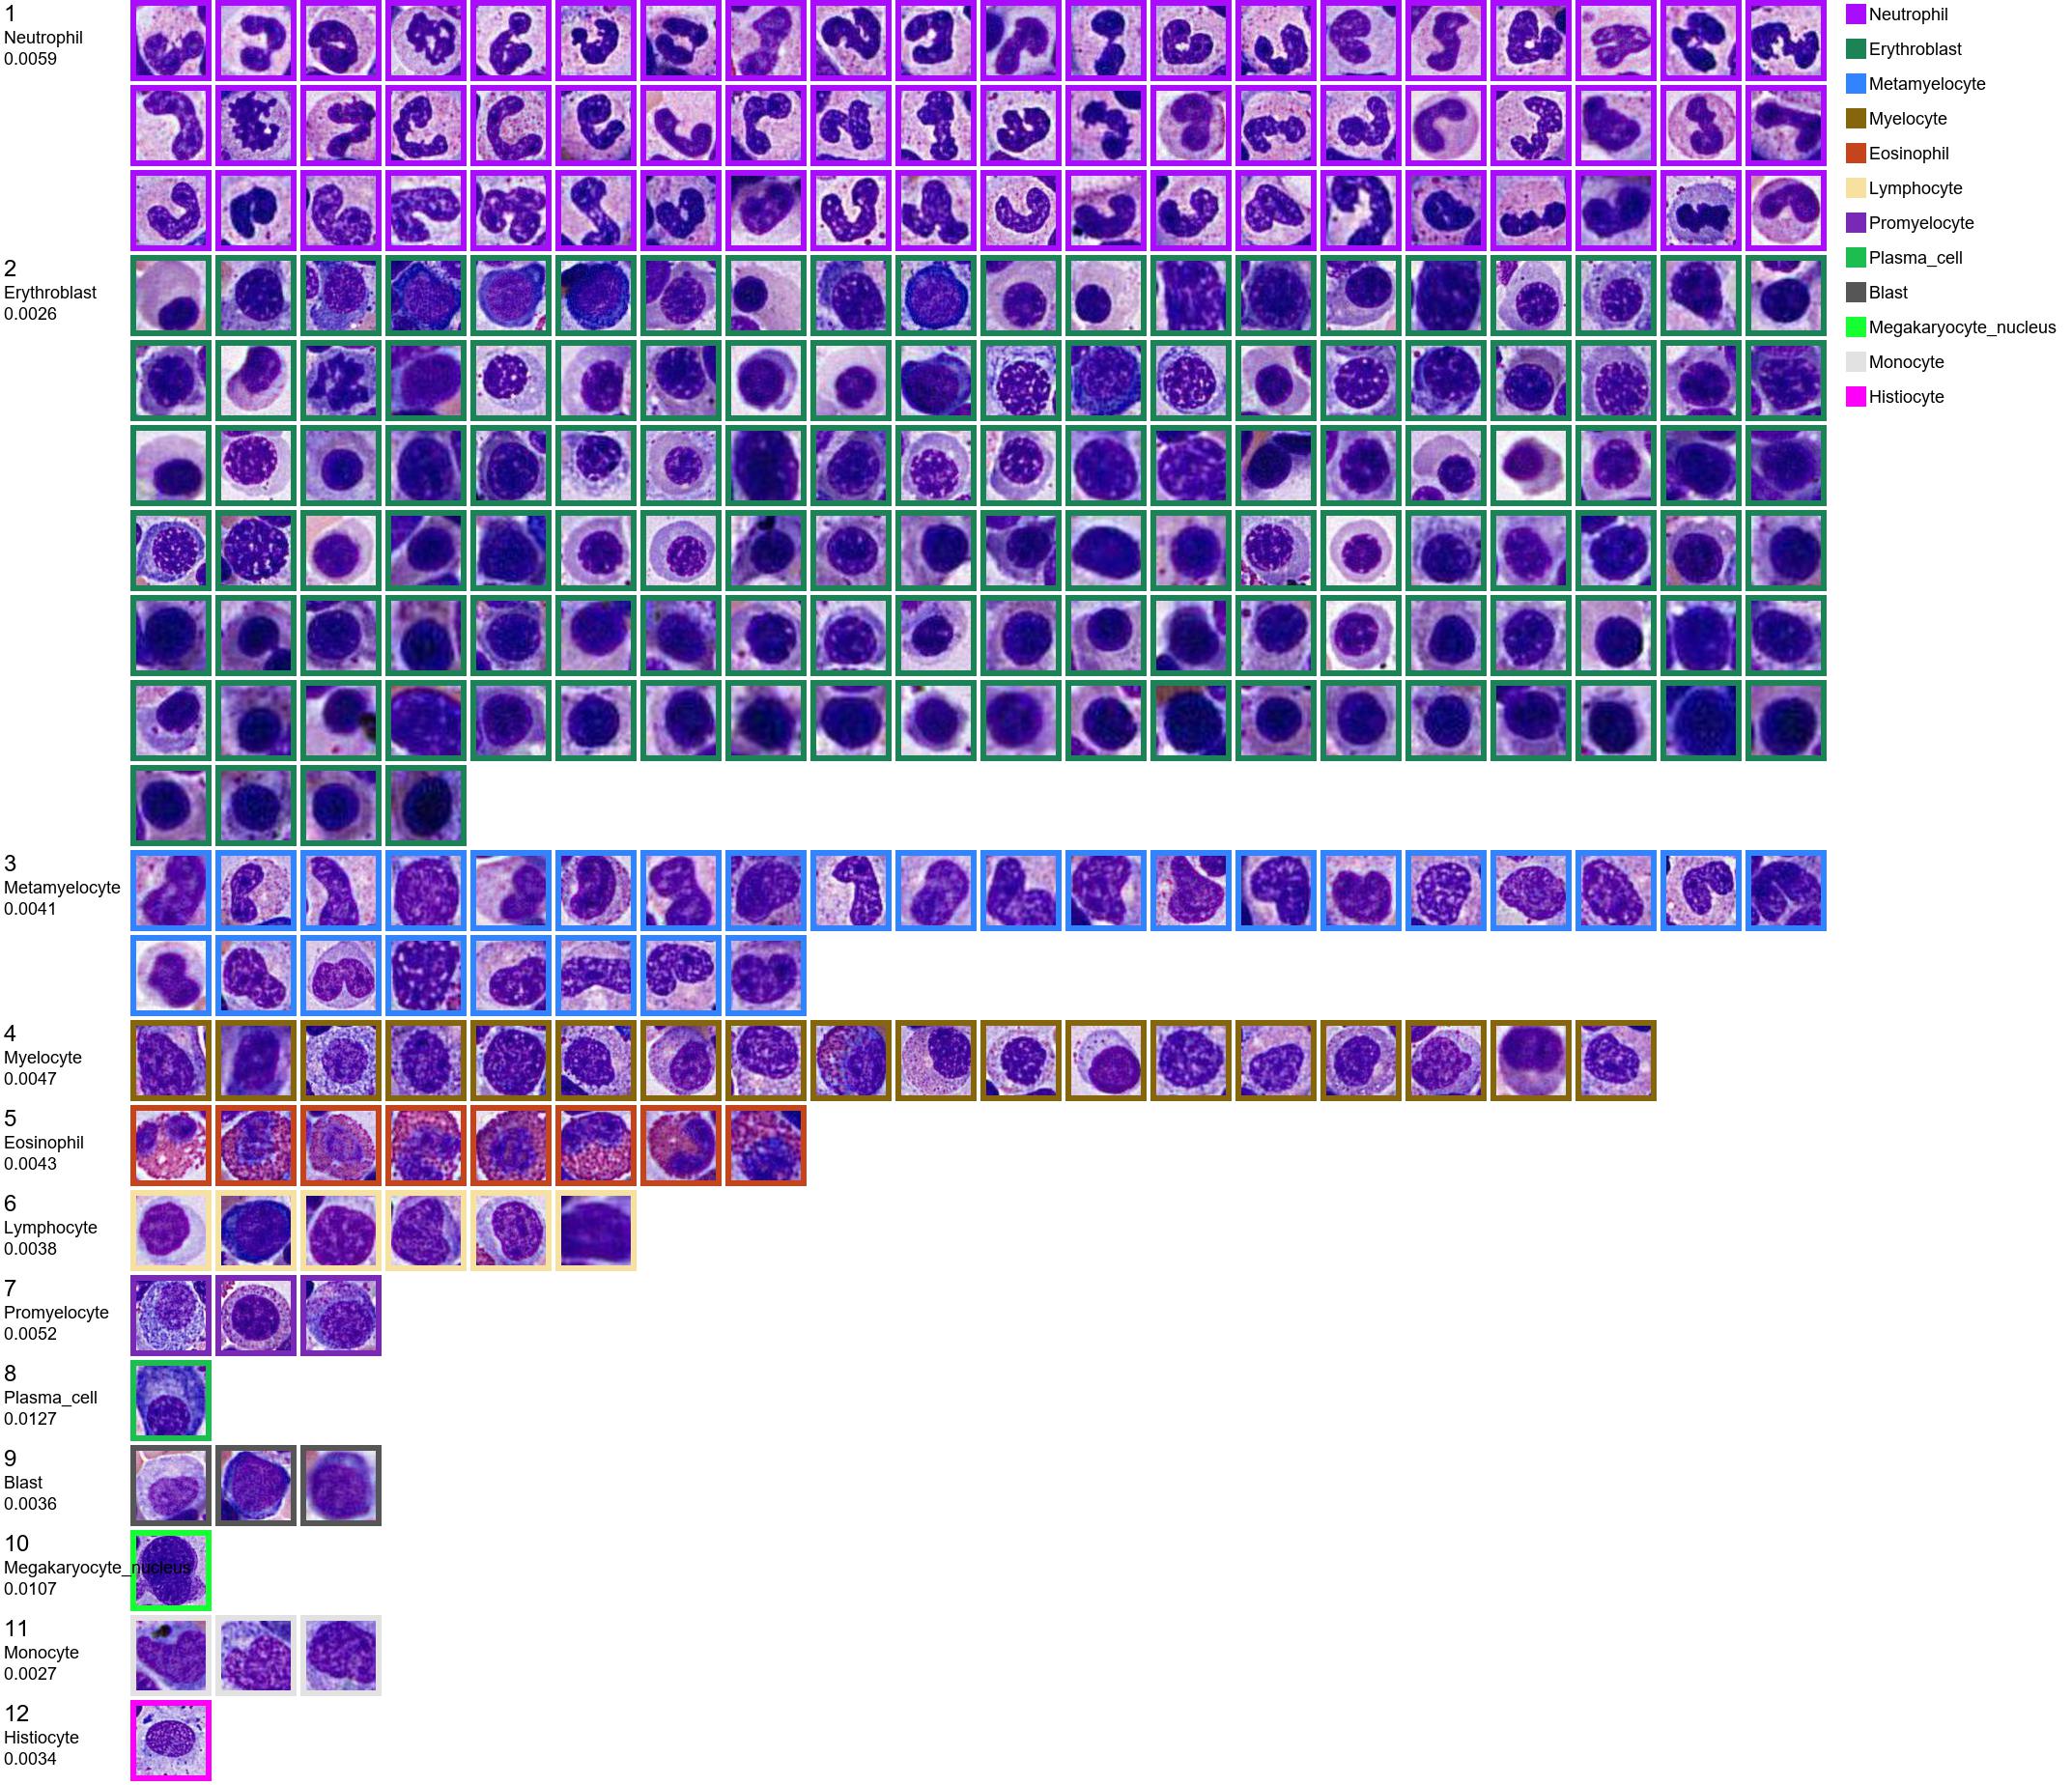 1
Neutrophil
0.0059
2
Erythroblast
0.0026
3
Metamyelocyte
0.0041
4
Myelocyte
0.0047
5
Eosinophil
0.0043
6
Lymphocyte
0.0038
7
Promyelocyte
0.0052
8
Plasma_cell
0.0127
9
Blast
0.0036
10
Megakaryocyte_nucleus
0.0107
11
Monocyte
0.0027
12
Histiocyte
0.0034
Neutrophil
Erythroblast
Metamyelocyte
Myelocyte
Eosinophil
Lymphocyte
Promyelocyte
Plasma_cell
Blast
Megakaryocyte_nucleus
Monocyte
Histiocyte